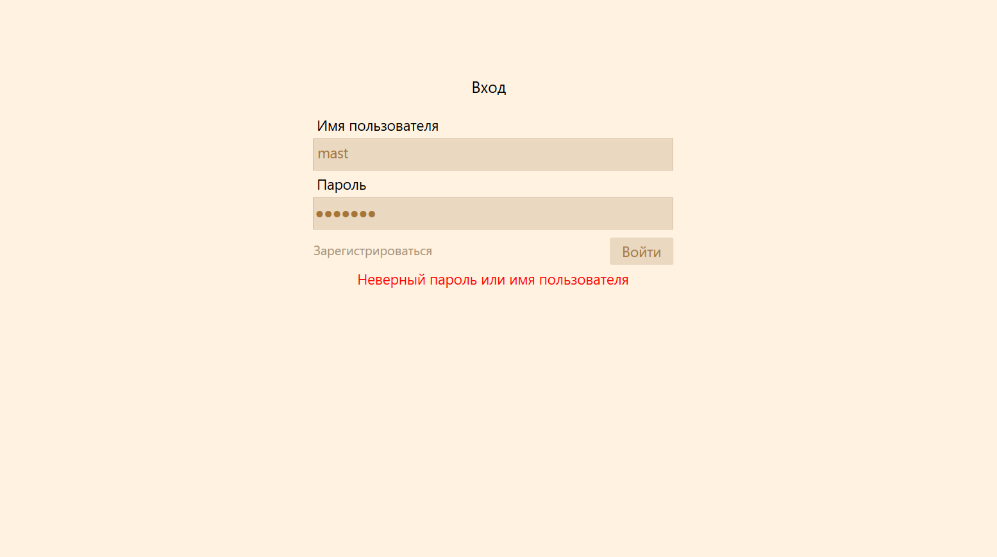 Вход
Имя пользователя
mast
Пароль
•••••••
Зарегистрироваться
Войти
Неверный пароль или имя пользователя